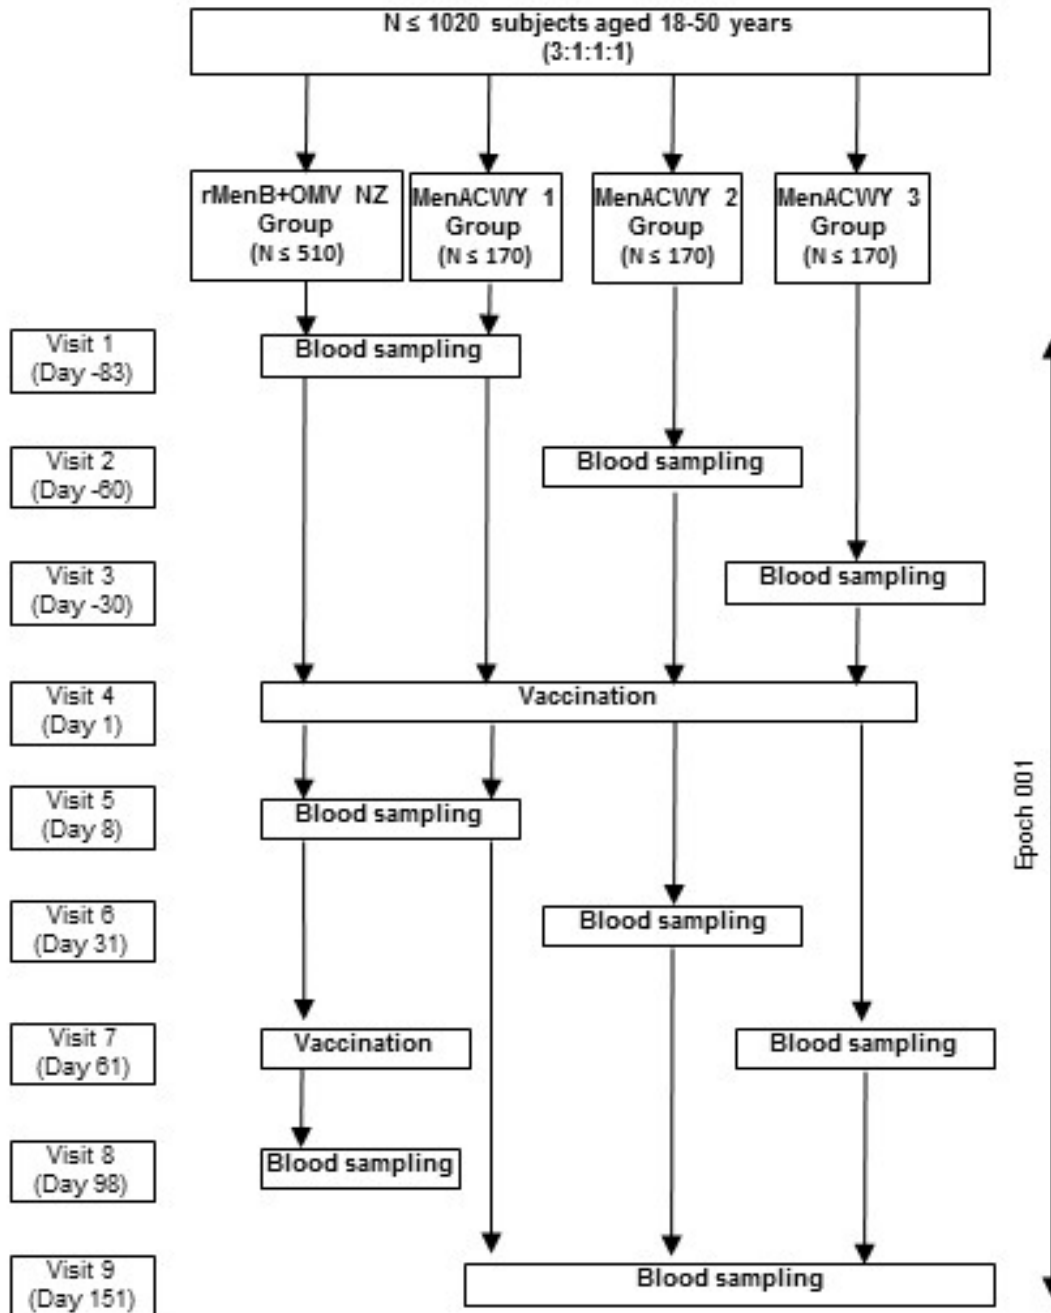 N ≤ 1020 subjects aged 18-50 years
(3:1:1:1)
rMenB+OMV NZ
Group
(N ≤ 510)
MenACWY 1
Group
(N ≤ 170)
MenACWY 2
Group
(N ≤ 170)
MenACWY 3
Group
(N ≤ 170)
Visit 1
(Day -83)
Blood sampling
Visit 2
(Day -60)
Blood sampling
Visit 3
(Day -30)
Blood sampling
Visit 4
(Day 1)
Vaccination
Visit 5
(Day 8)
Blood sampling
Epoch 001
Visit 6
(Day 31)
Blood sampling
Visit 7
(Day 61)
Vaccination
Blood sampling
Visit 8
(Day 98)
Blood sampling
Visit 9
(Day 151)
Blood sampling